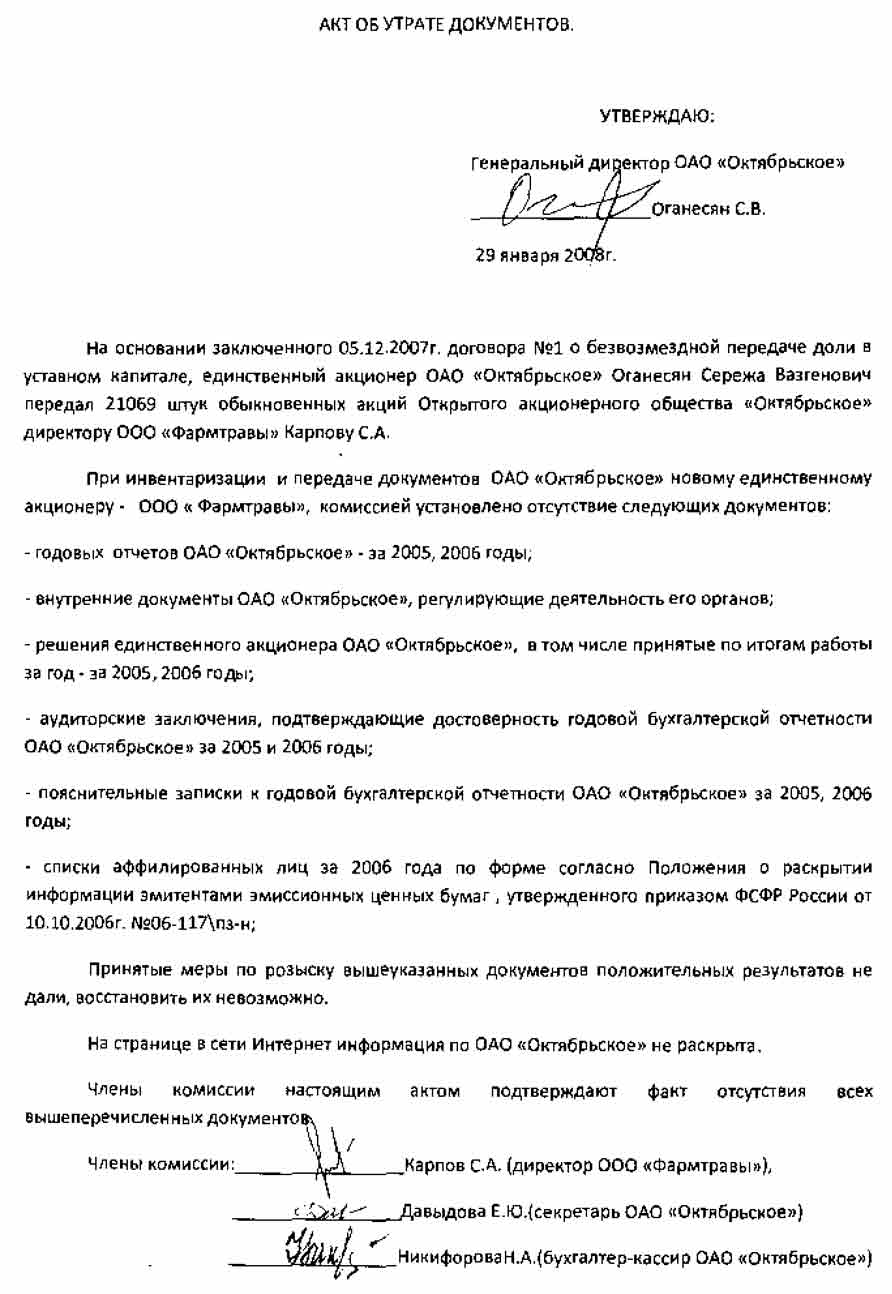 АКТ ОБ УТРАТЕ ДОКУМЕНТОВ.
УТВЕРЖДАЮ:
Генеральный директор ОАО «Октябрьское»
Оганесян С.В.
29 января 2008г.
На основании заключенного 05.12.2007г. договора №1 о безвозмездной передаче доли в
уставном капитале, единственный акционер ОАО «Октябрьское» Оганесян Сережа Вазгенович
передал 21069 штук обыкновенных акций Открытого акционерного общества «Октябрьское»
директору ООО «Фармтравы» Карпову С.А.
При инвентаризации и передаче документов ОАО «Октябрьское» новому единственному
акционеру - ООО « Фармтравы», комиссией установлено отсутствие следующих документов:
- годовых отчетов ОАО «Октябрьское» - за 2005, 2006 годы;
- внутренние документы ОАО «Октябрьское», регулирующие деятельность его органов;
- решения единственного акционера ОАО «Октябрьское», в том числе принятые по итогам работы
за год - за 2005, 2006 годы;
- аудиторские заключения, подтверждающие достоверность годовой бухгалтерской отчетности
ОАО «Октябрьское» за 2005 и 2006 годы;
- пояснительные записки к годовой бухгалтерской отчетности ОАО «Октябрьское» за 2005, 2006
годы;
- списки аффилированных лиц за 2006 года по форме согласно Положения о раскрытии
информации эмитентами эмиссионных ценных бумаг , утвержденного приказом ФСФР России от
10.10.2006г. №06-117\пз-н;
Принятые меры по розыску вышеуказанных документов положительных результатов не
дали, восстановить их невозможно.
На странице в сети Интернет информация по ОАО «Октябрьское» не раскрыта.
Члены комиссии настоящим актом подтверждают факт отсутствия всех
вышеперечисленных документов.
Члены комиссии: Карпов С.А. (директор ООО «Фармтравы»),
Давыдова Е.Ю.(секретарь ОАО «Октябрьское»)
НикифороваН.А.(бухгалтер-кассир ОАО «Октябрьское»)